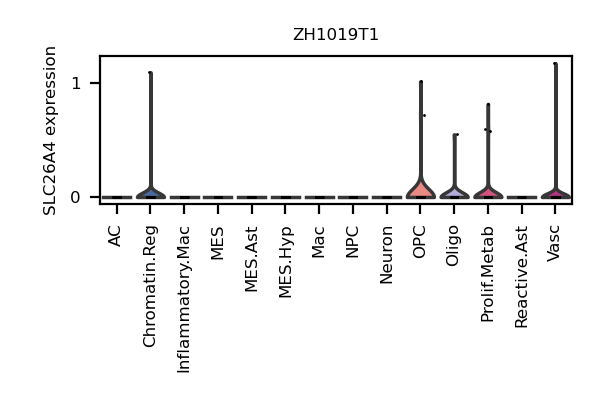 ZH1019T1
SLC26A4 expression
1
0
AC
Chromatin.Reg
Inflammatory.Mac
MES
MES.Ast
MES.Hyp
Mac
NPC
Neuron
OPC
Oligo
Prolif.Metab
Reactive.Ast
Vasc